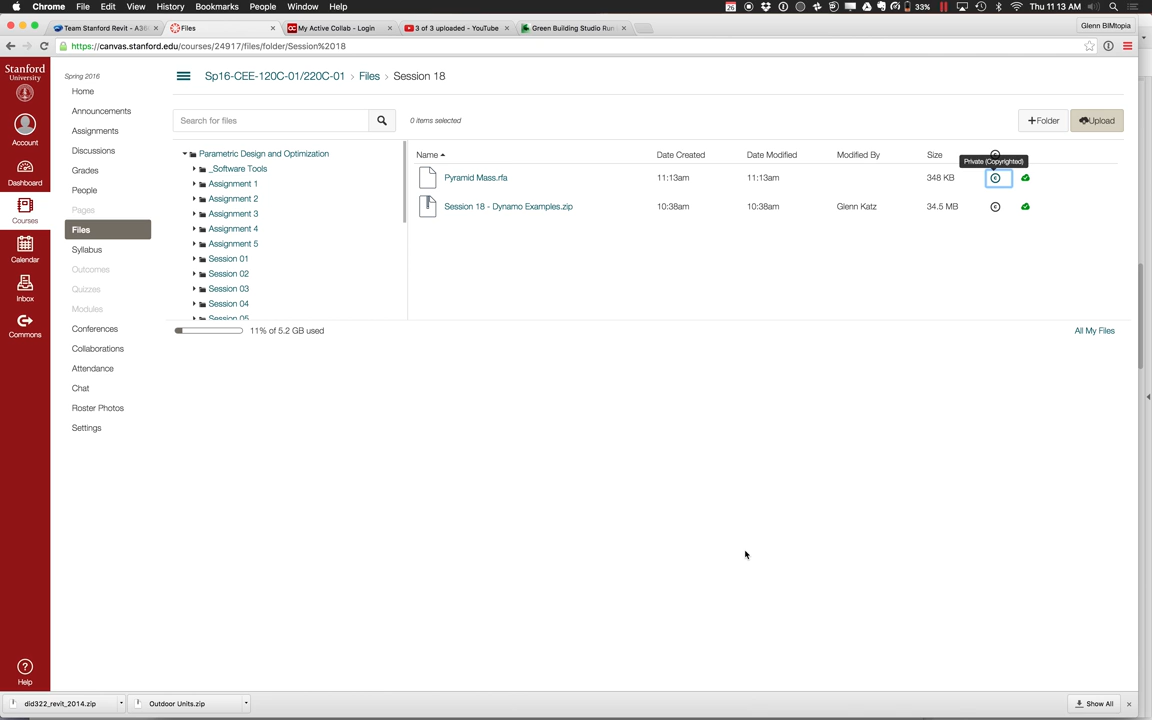 Chrome File Edit View History Bookmarks People Window Help 26 33% Thu 11:13 AM
Team Stanford Revit - A36 Files My Active Collab - Login 3 of 3 uploaded - YouTube Green Building Studio Run Glenn BIMtopia
https://canvas.stanford.edu/courses/24917/files/folder/Session%2018
Stanford
University
Account
Dashboard
Courses
Calendar
Inbox
Commons
Help
Spring 2016
Home
Announcements
Assignments
Discussions
Grades
People
Pages
Files
Syllabus
Outcomes
Quizzes
Modules
Conferences
Collaborations
Attendance
Chat
Roster Photos
Settings
Sp16-CEE-120C-01/220C-01 > Files > Session 18
Search for files
0 items selected
+Folder
Upload
Parametric Design and Optimization
_Software Tools
Assignment 1
Assignment 2
Assignment 3
Assignment 4
Assignment 5
Session 01
Session 02
Session 03
Session 04
Session 05
Name Date Created Date Modified Modified By Size
Private (Copyrighted)
Pyramid Mass.rfa 11:13am 11:13am 348 KB
Session 18 - Dynamo Examples.zip 10:38am 10:38am Glenn Katz 34.5 MB
11% of 5.2 GB used
All My Files
did322_revit_2014.zip
Outdoor Units.zip
Show All